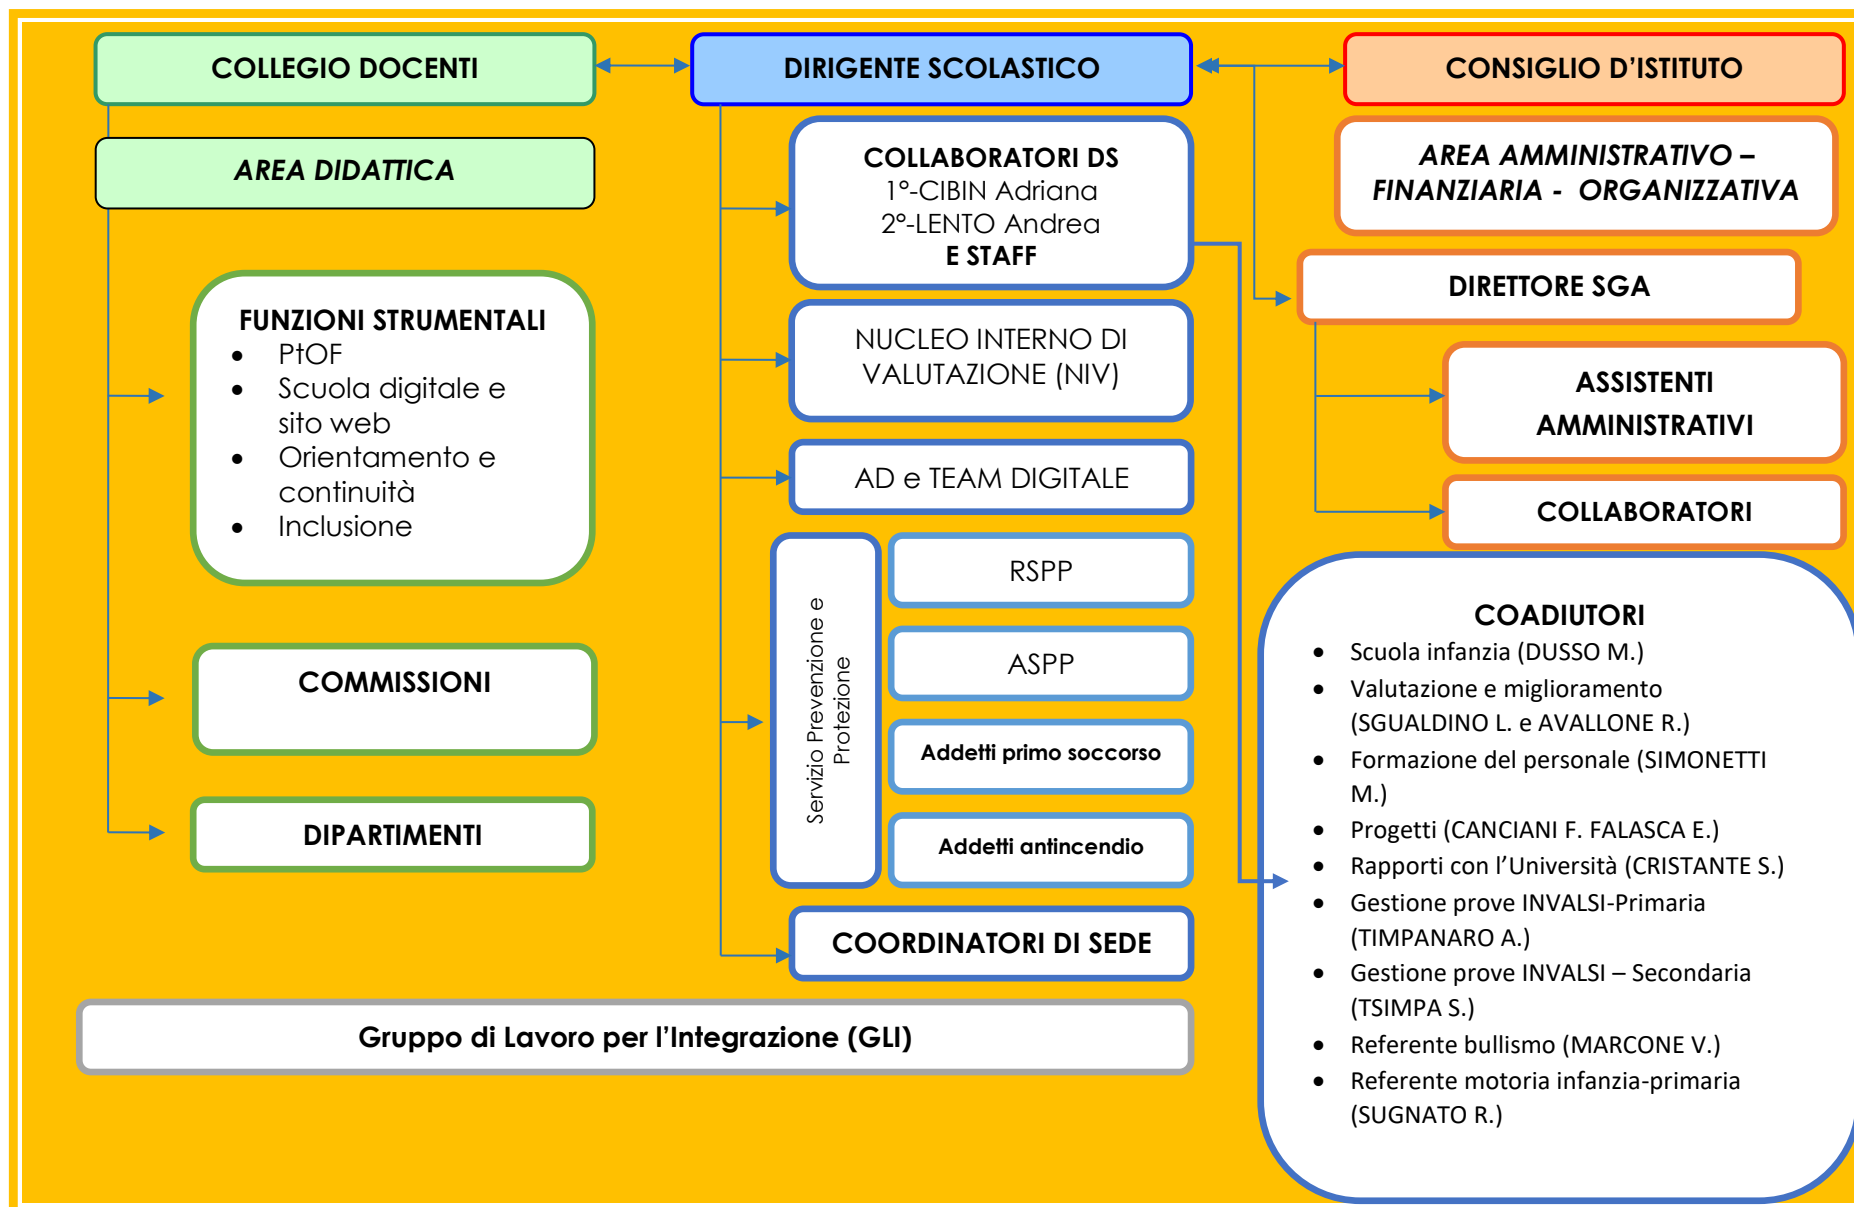 COLLEGIO DOCENTI
DIRIGENTE SCOLASTICO
CONSIGLIO D’ISTITUTO
AREA DIDATTICA
FUNZIONI STRUMENTALI
• PtOF
• Scuola digitale e
sito web
• Orientamento e
continuità
• Inclusione
COMMISSIONI
DIPARTIMENTI
COLLABORATORI DS
1°-CIBIN Adriana
2°-LENTO Andrea
E STAFF
NUCLEO INTERNO DI
VALUTAZIONE (NIV)
AD e TEAM DIGITALE
Servizio Prevenzione e
Protezione
RSPP
ASPP
Addetti primo soccorso
Addetti antincendio
COORDINATORI DI SEDE
Gruppo di Lavoro per l’Integrazione (GLI)
AREA AMMINISTRATIVO –
FINANZIARIA - ORGANIZZATIVA
DIRETTORE SGA
ASSISTENTI
AMMINISTRATIVI
COLLABORATORI
COADIUTORI
• Scuola infanzia (DUSSO M.)
• Valutazione e miglioramento
(SGUALDINO L. e AVALLONE R.)
• Formazione del personale (SIMONETTI
M.)
• Progetti (CANCIANI F. FALASCA E.)
• Rapporti con l’Università (CRISTANTE S.)
• Gestione prove INVALSI-Primaria
(TIMPANARO A.)
• Gestione prove INVALSI – Secondaria
(TSIMPA S.)
• Referente bullismo (MARCONE V.)
• Referente motoria infanzia-primaria
(SUGNATO R.)